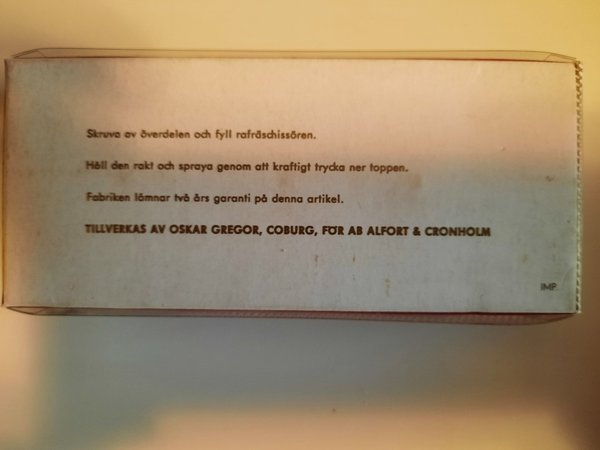 Skruva av överdelen och fyll rafräschissören.
Håll den rakt och spraya genom att kraftigt trycka ner toppen.
Fabriken lämnar två års garanti på denna artikel.
TILLVERKAS AV OSKAR GREGOR, COBURG, FÖR AB ALFORT & CRONHOLM
IMP.